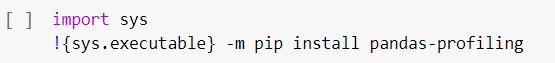 [ ] import sys
!{sys.executable} -m pip install pandas-profiling